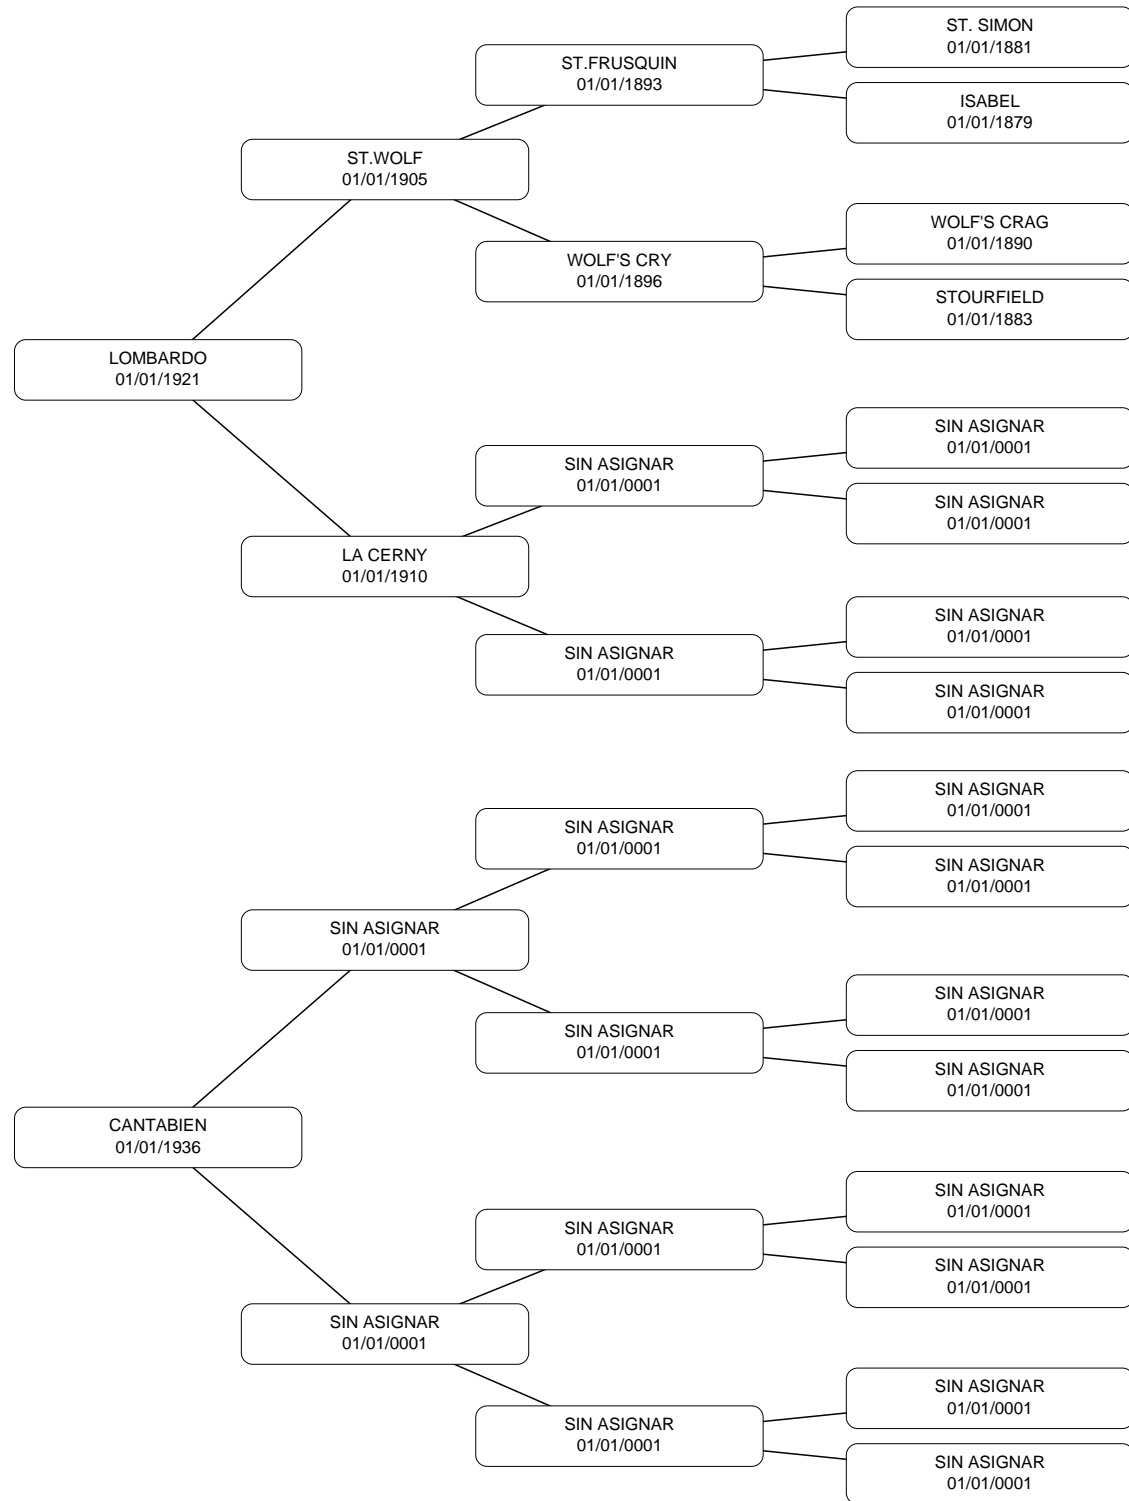 ST. SIMON
01/01/1881
ST.FRUSQUIN
01/01/1893
ISABEL
01/01/1879
ST.WOLF
01/01/1905
WOLF'S CRAG
01/01/1890
WOLF'S CRY
01/01/1896
STOURFIELD
01/01/1883
LOMBARDO
01/01/1921
SIN ASIGNAR
01/01/0001
SIN ASIGNAR
01/01/0001
SIN ASIGNAR
01/01/0001
LA CERNY
01/01/1910
SIN ASIGNAR
01/01/0001
SIN ASIGNAR
01/01/0001
SIN ASIGNAR
01/01/0001
SIN ASIGNAR
01/01/0001
SIN ASIGNAR
01/01/0001
SIN ASIGNAR
01/01/0001
SIN ASIGNAR
01/01/0001
SIN ASIGNAR
01/01/0001
SIN ASIGNAR
01/01/0001
SIN ASIGNAR
01/01/0001
CANTABIEN
01/01/1936
SIN ASIGNAR
01/01/0001
SIN ASIGNAR
01/01/0001
SIN ASIGNAR
01/01/0001
SIN ASIGNAR
01/01/0001
SIN ASIGNAR
01/01/0001
SIN ASIGNAR
01/01/0001
SIN ASIGNAR
01/01/0001